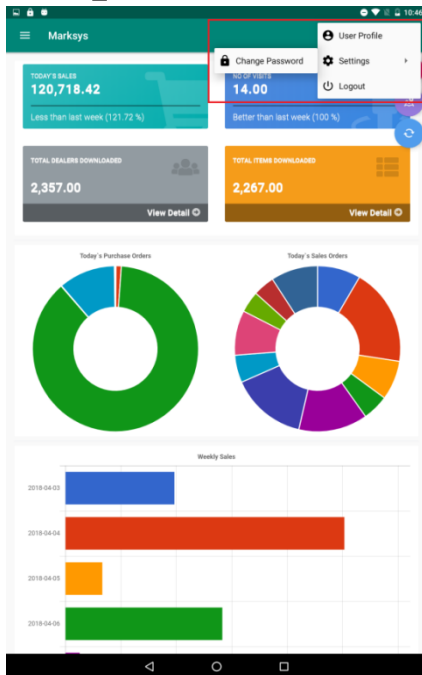 10:46
Marksys
User Profile
Change Password
Settings
Logout
TODAY'S SALES
120,718.42
Less than last week (121.72 %)
NO OF VISITS
14.00
Better than last week (100 %)
TOTAL DEALERS DOWNLOADED
2,357.00
View Detail
TOTAL ITEMS DOWNLOADED
2,267.00
View Detail
Today`s Purchase Orders
Today`s Sales Orders
Weekly Sales
2018-04-03
2018-04-04
2018-04-05
2018-04-06